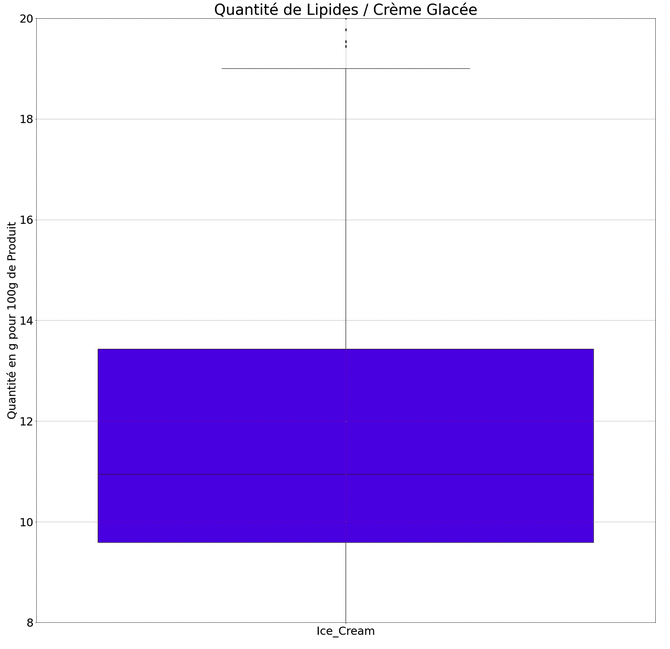 Quantité de Lipides / Crème Glacée
Quantité en g pour 100g de Produit
20
18
16
14
12
10
8
Ice_Cream